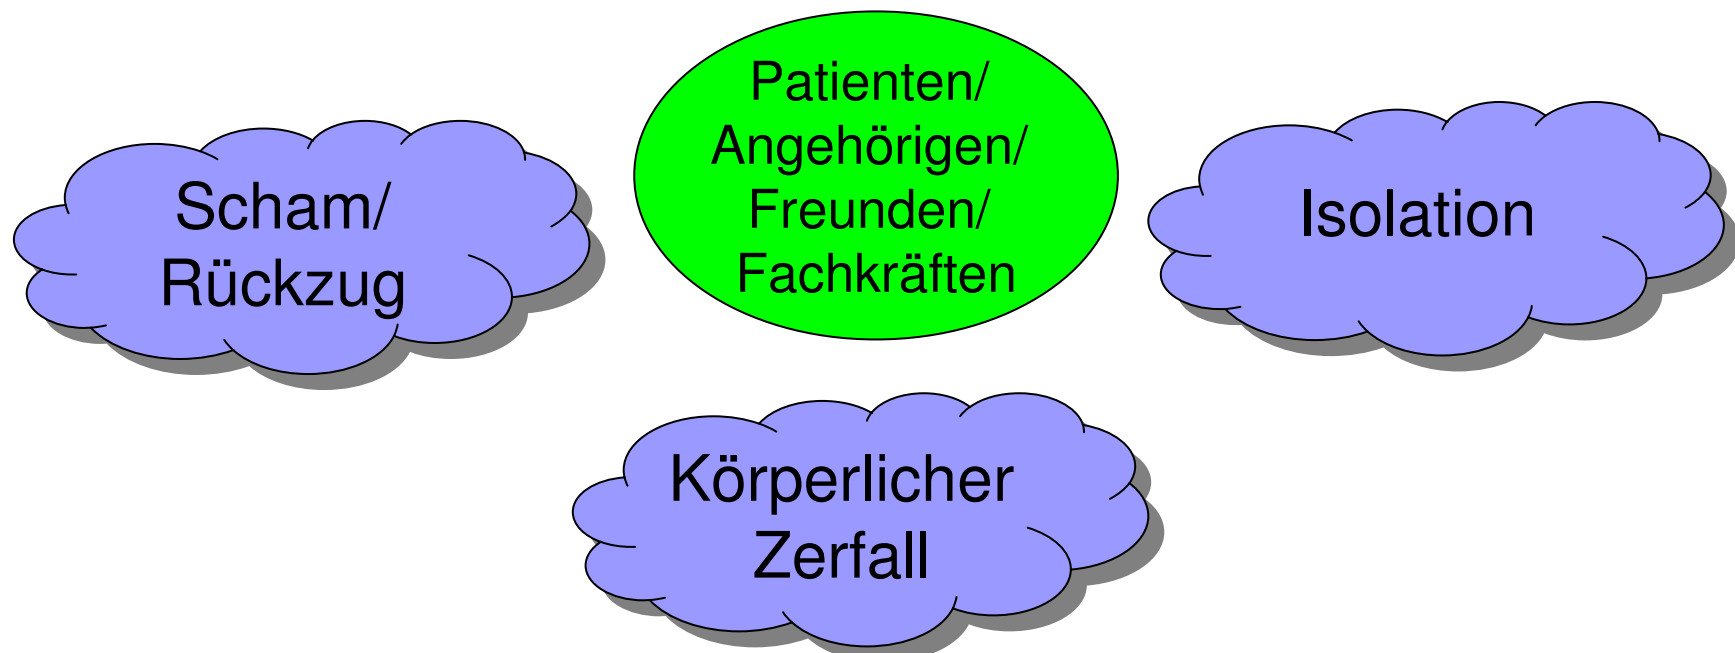 Patienten/
Angehörigen/
Freunden/
Fachkräften
Scham/
Rückzug
Isolation
Körperlicher
Zerfall